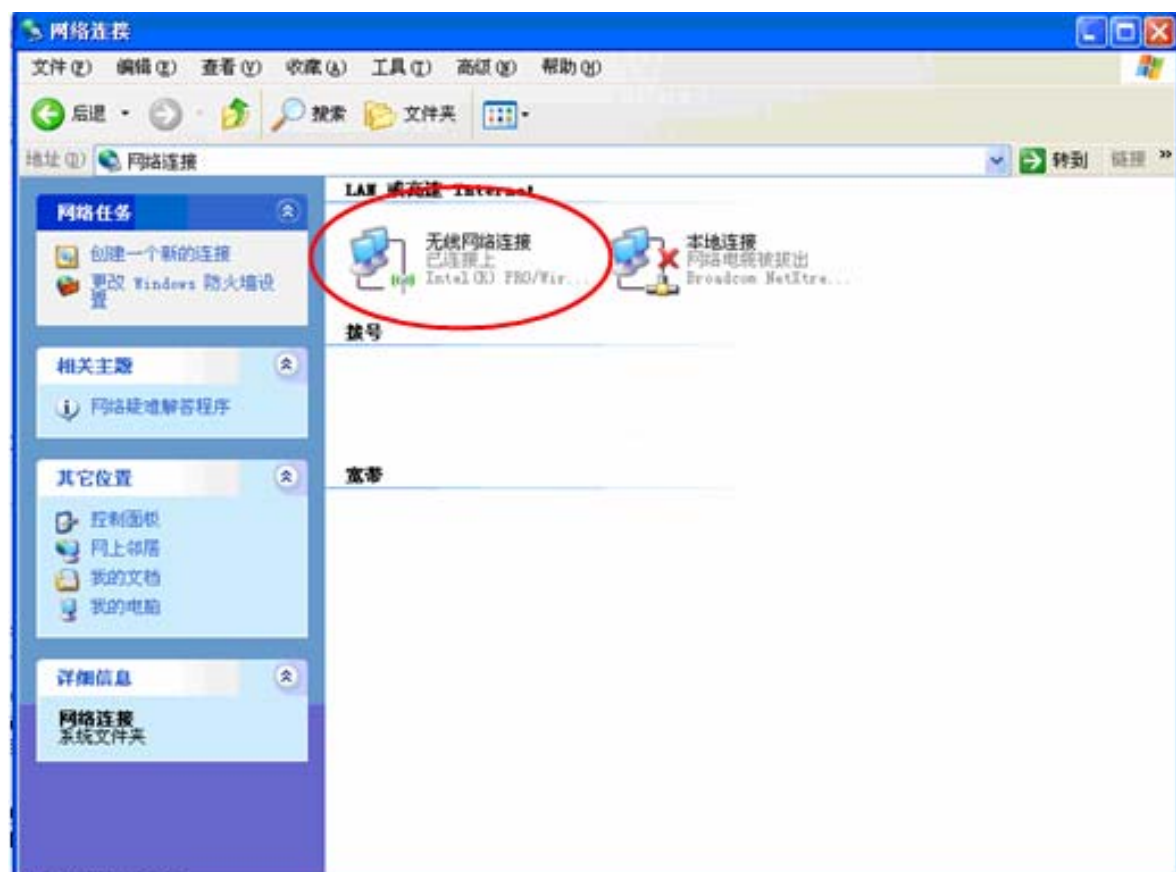 网络连接
文件(F) 编辑(E) 查看(V) 收藏(A) 工具(T) 高级(N) 帮助(H)
后退 搜索 文件夹
地址(D) 网络连接 转到 链接 »
网络任务
创建一个新的连接
更改 Windows 防火墙设
置
相关主题
网络疑难解答程序
其它位置
控制面板
网上邻居
我的文档
我的电脑
详细信息
网络连接
系统文件夹
LAN 或高速 Internet
无线网络连接
已连接上
Intel(R) PRO/Wir...
本地连接
网络电缆被拔出
Broadcom NetXtre...
拨号
宽带